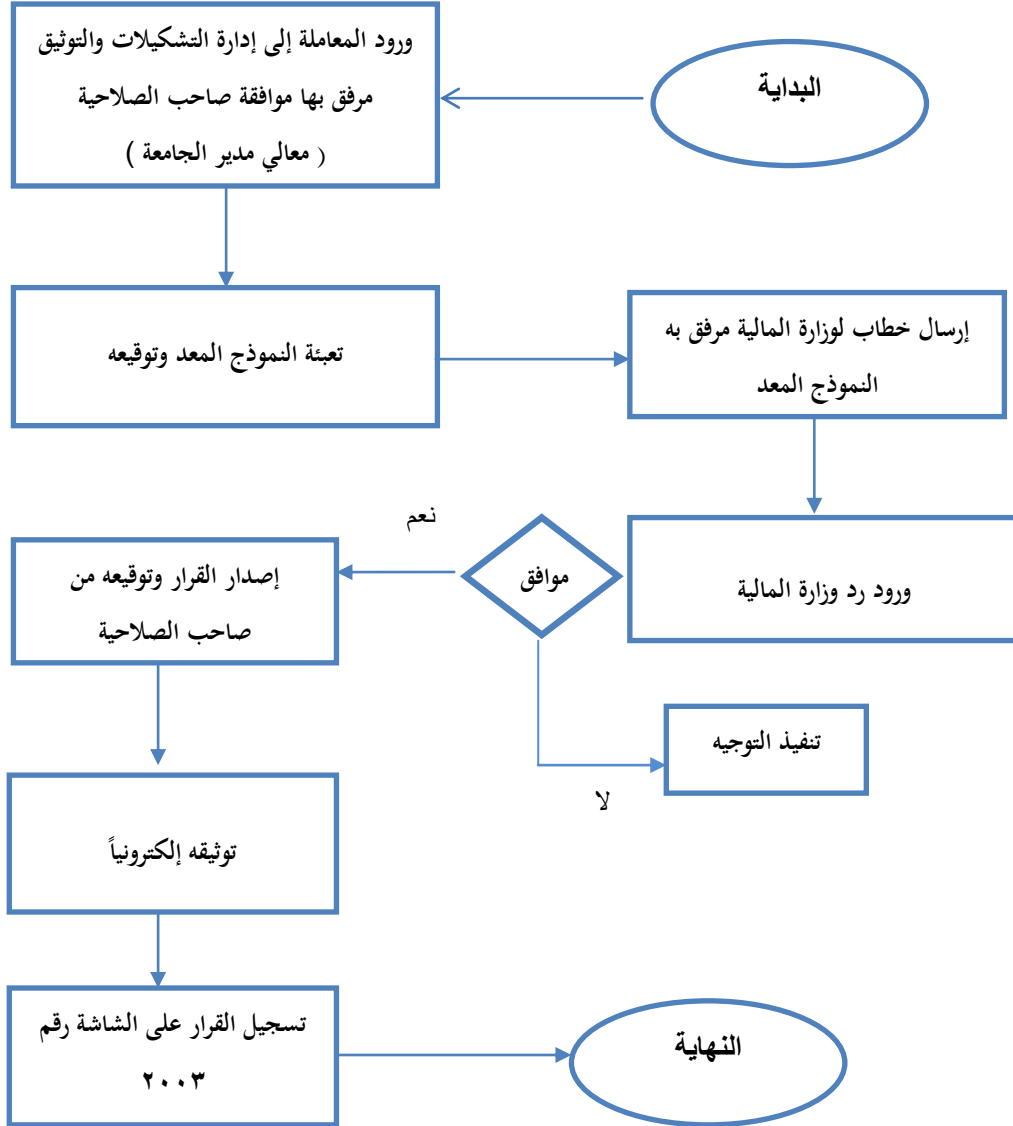 البداية
ورود المعاملة إلى إدارة التشكيلات والتوثيق
مرفق بها موافقة صاحب الصلاحية
( معالي مدير الجامعة )
تعبئة النموذج المعد وتوقيعه
إرسال خطاب لوزارة المالية مرفق به
النموذج المعد
ورود رد وزارة المالية
موافق
نعم
إصدار القرار وتوقيعه من
صاحب الصلاحية
لا
تنفيذ التوجيه
توثيقه إلكترونياً
تسجيل القرار على الشاشة رقم
٢٠٠٣
النهاية